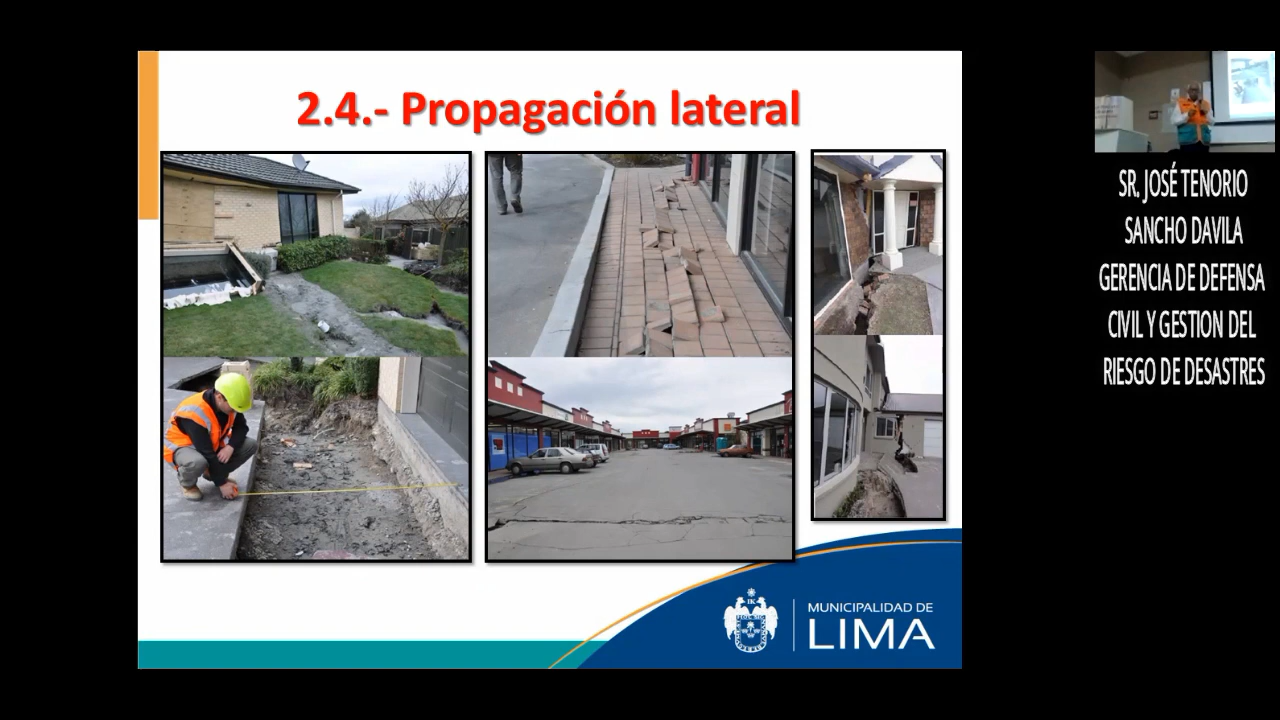 2.4.- Propagación lateral
SR. JOSÉ TENORIO
SANCHO DAVILA
GERENCIA DE DEFENSA
CIVIL Y GESTION DEL
RIESGO DE DESASTRES
MUNICIPALIDAD DE
LIMA